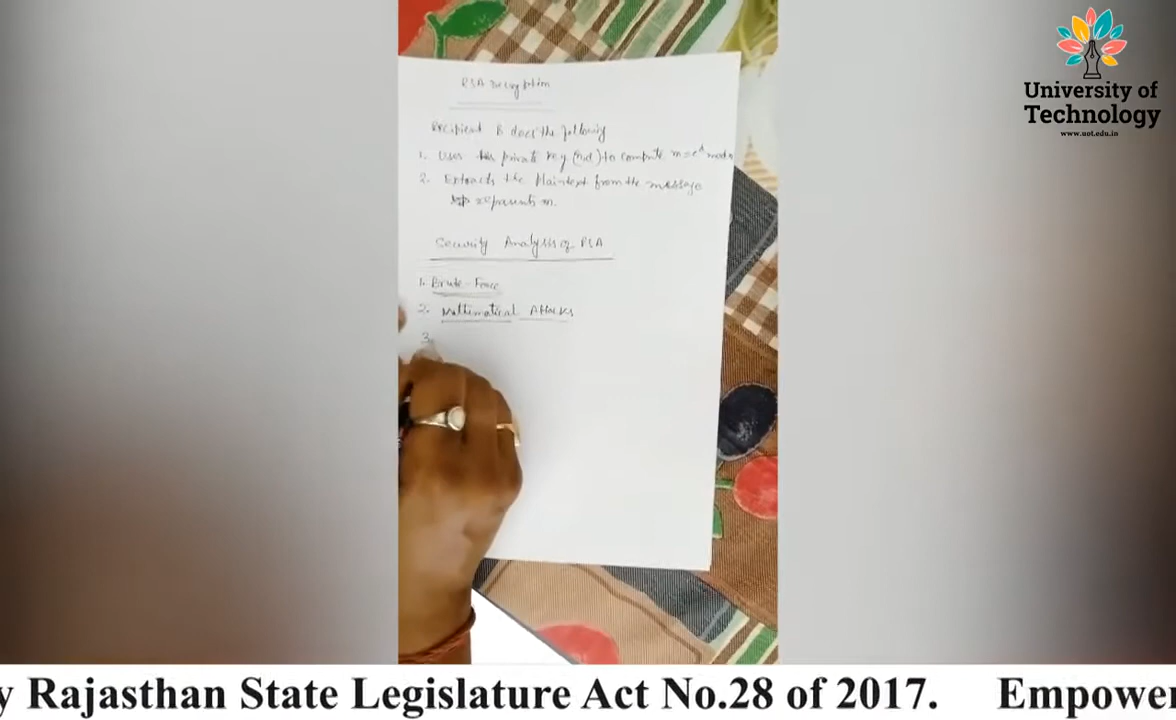 RSA Decryption
Recipient B does the following
1. Uses his private key (n,d) to compute m = c^d mod n
2. Extracts the Plaintext from the message
represents m.
Security Analysis of RSA
1. Brute-Force
2. Mathematical Attacks
3.
University of
Technology
www.uot.edu.in
y Rajasthan State Legislature Act No.28 of 2017. Empower